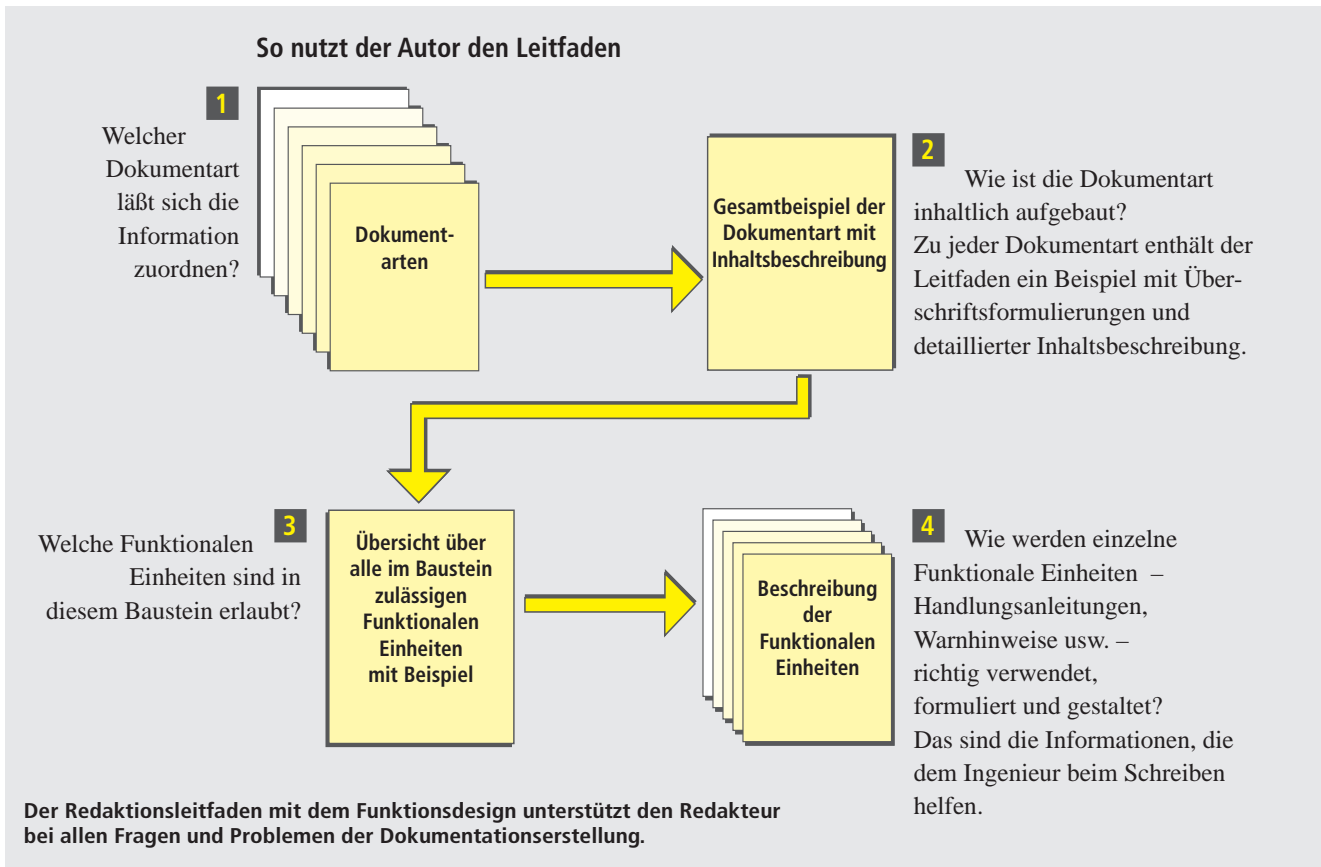 So nutzt der Autor den Leitfaden
1
Welcher
Dokumentart
läßt sich die
Information
zuordnen?
Dokument-
arten
Gesamtbeispiel der
Dokumentart mit
Inhaltsbeschreibung
2
Wie ist die Dokumentart
inhaltlich aufgebaut?
Zu jeder Dokumentart enthält der
Leitfaden ein Beispiel mit Über-
schriftsformulierungen und
detaillierter Inhaltsbeschreibung.
3
Welche Funktionalen
Einheiten sind in
diesem Baustein erlaubt?
Übersicht über
alle im Baustein
zulässigen
Funktionalen
Einheiten
mit Beispiel
Beschreibung
der
Funktionalen
Einheiten
4
Wie werden einzelne
Funktionale Einheiten –
Handlungsanleitungen,
Warnhinweise usw. –
richtig verwendet,
formuliert und gestaltet?
Das sind die Informationen, die
dem Ingenieur beim Schreiben
helfen.
Der Redaktionsleitfaden mit dem Funktionsdesign unterstützt den Redakteur
bei allen Fragen und Problemen der Dokumentationserstellung.